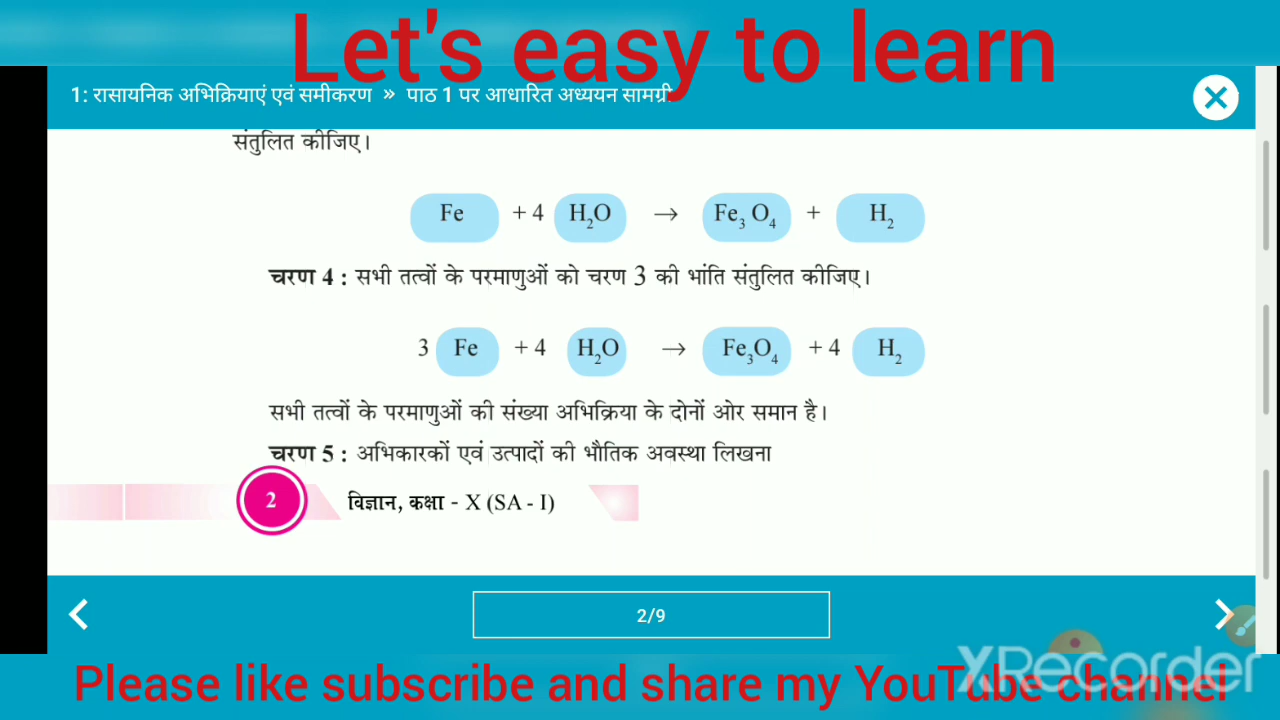 Let's easy to learn
1: रासायनिक अभिक्रियाएं एवं समीकरण » पाठ 1 पर आधारित अध्ययन सामग्री
संतुलित कीजिए।
Fe + 4 H₂O → Fe₃ O₄ + H₂
चरण 4 : सभी तत्वों के परमाणुओं को चरण 3 की भांति संतुलित कीजिए।
3 Fe + 4 H₂O → Fe₃O₄ + 4 H₂
सभी तत्वों के परमाणुओं की संख्या अभिक्रिया के दोनों ओर समान है।
चरण 5 : अभिकारकों एवं उत्पादों की भौतिक अवस्था लिखना
2 विज्ञान, कक्षा - X (SA - I)
2/9
Please like subscribe and share my YouTube channel
XRecorder